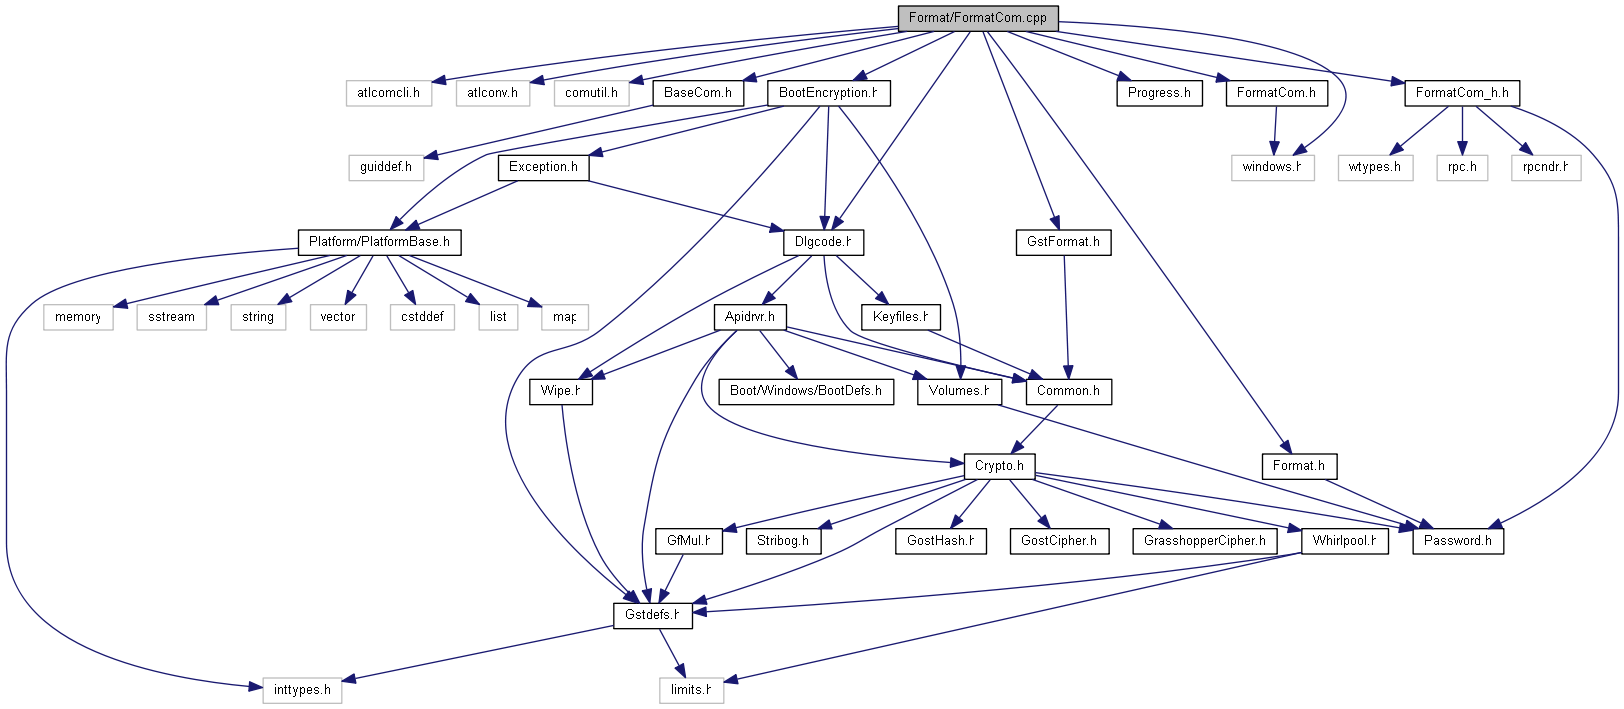 Format/FormatCom.cpp
atlcomcli.h
atlconv.h
comutil.h
BaseCom.h
BootEncryption.h
Progress.h
FormatCom.h
FormatCom_h.h
guiddef.h
Exception.h
windows.h
wtypes.h
rpc.h
rpcndr.h
Platform/PlatformBase.h
Dlgcode.h
GstFormat.h
memory
sstream
string
vector
cstddef
list
map
Apidrvr.h
Keyfiles.h
Wipe.h
Boot/Windows/BootDefs.h
Volumes.h
Common.h
Crypto.h
Format.h
GfMul.h
Stribog.h
GostHash.h
GostCipher.h
GrasshopperCipher.h
Whirlpool.h
Password.h
Gstdefs.h
inttypes.h
limits.h